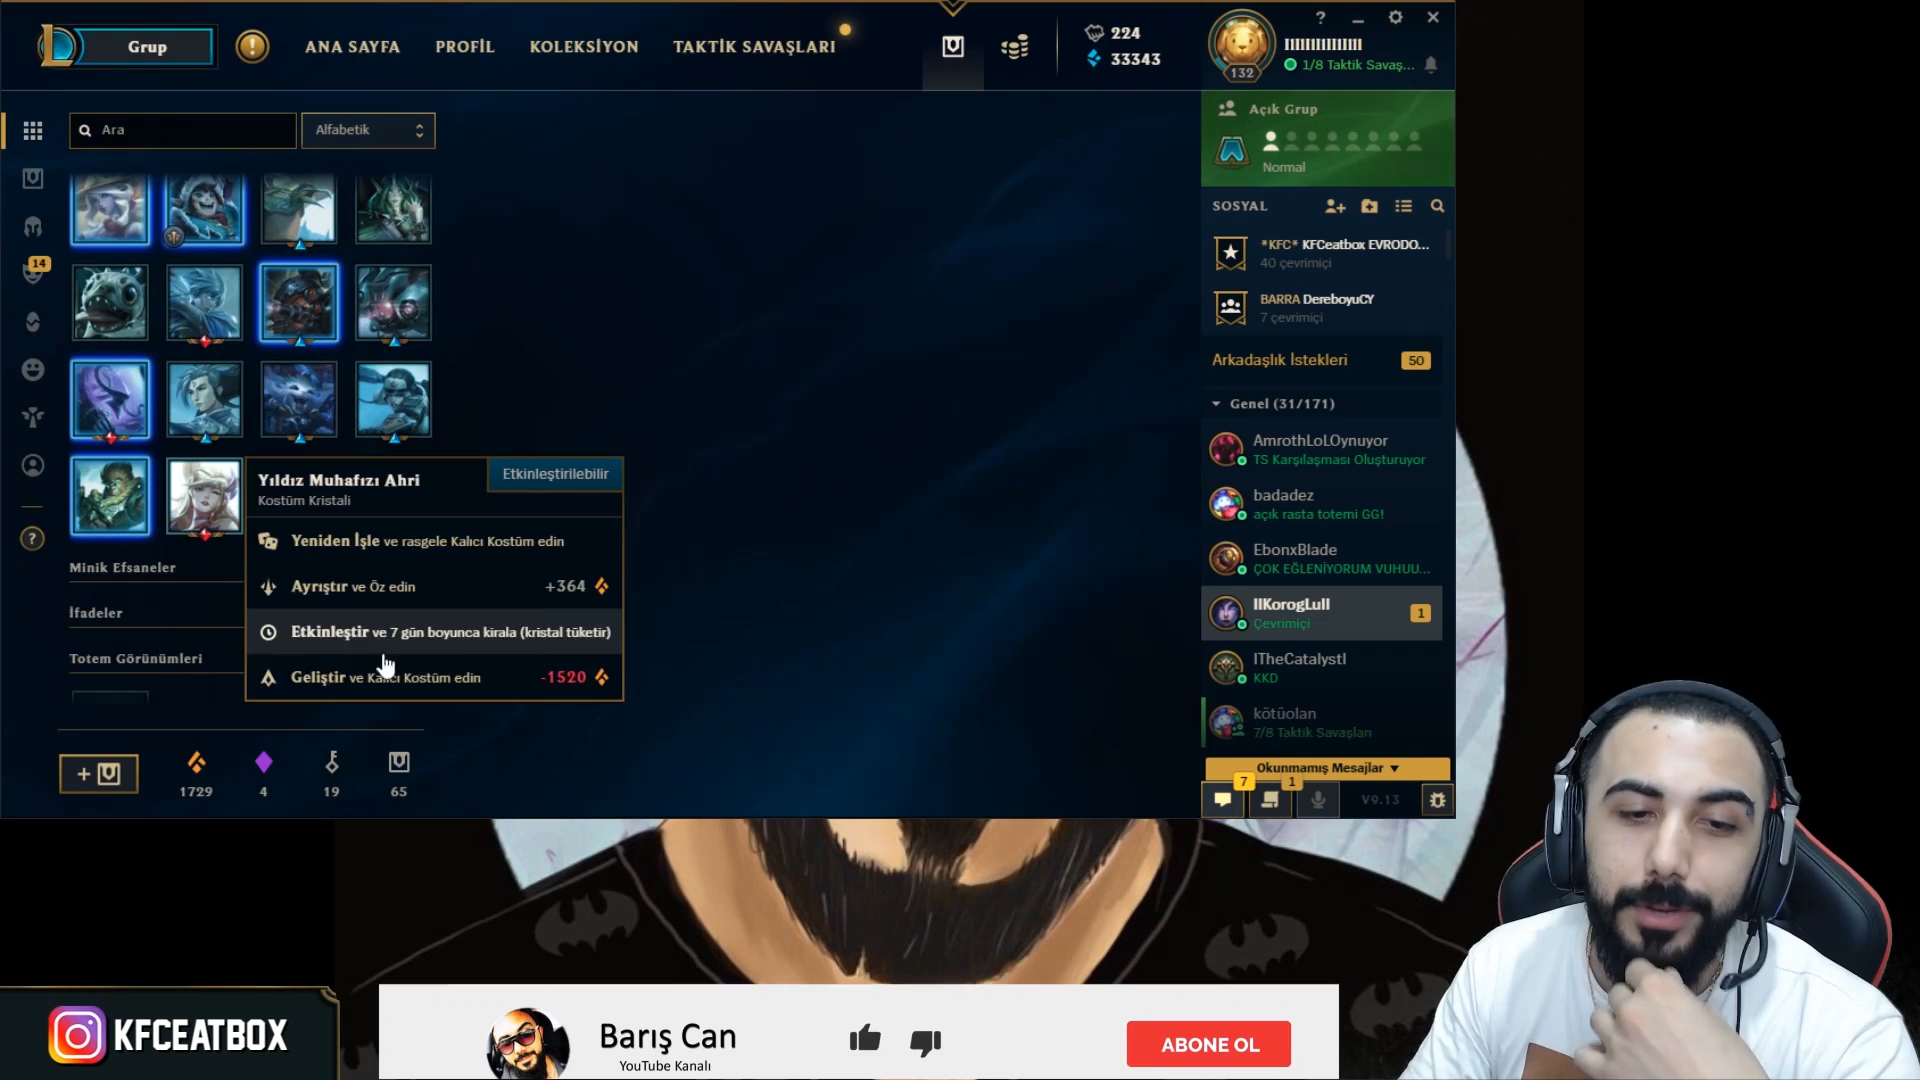 Grup
ANA SAYFA
PROFİL
KOLEKSİYON
TAKTİK SAVAŞLARI
224
33343
132
IIIIIIIIIIIIIIII
1/8 Taktik Savaş...
Ara
Alfabetik
14
Açık Grup
Normal
SOSYAL
*KFC* KFCeatbox EVRODO...
40 çevrimiçi
BARRA DereboyuCY
7 çevrimiçi
Arkadaşlık İstekleri
50
Genel (31/171)
AmrothLoLOynuyor
TS Karşılaması Oluşturuyor
badadez
açık rasta totemi GG!
EbonxBlade
ÇOK EĞLENİYORUM VUHUU...
IIKorogLuII
Çevrimiçi
1
ITheCatalystI
KKD
kötüolan
7/8 Taktik Savaşları
Okunmamış Mesajlar
7
1
V9.13
Yıldız Muhafızı Ahri
Etkinleştirilebilir
Kostüm Kristali
Yeniden İşle ve rasgele Kalıcı Kostüm edin
Ayrıştır ve Öz edin
+364
Etkinleştir ve 7 gün boyunca kirala (kristal tüketir)
Geliştir ve Kalıcı Kostüm edin
-1520
Minik Efsaneler
İfadeler
Totem Görünümleri
1729
4
19
65
KFCEATBOX
Barış Can
YouTube Kanalı
ABONE OL